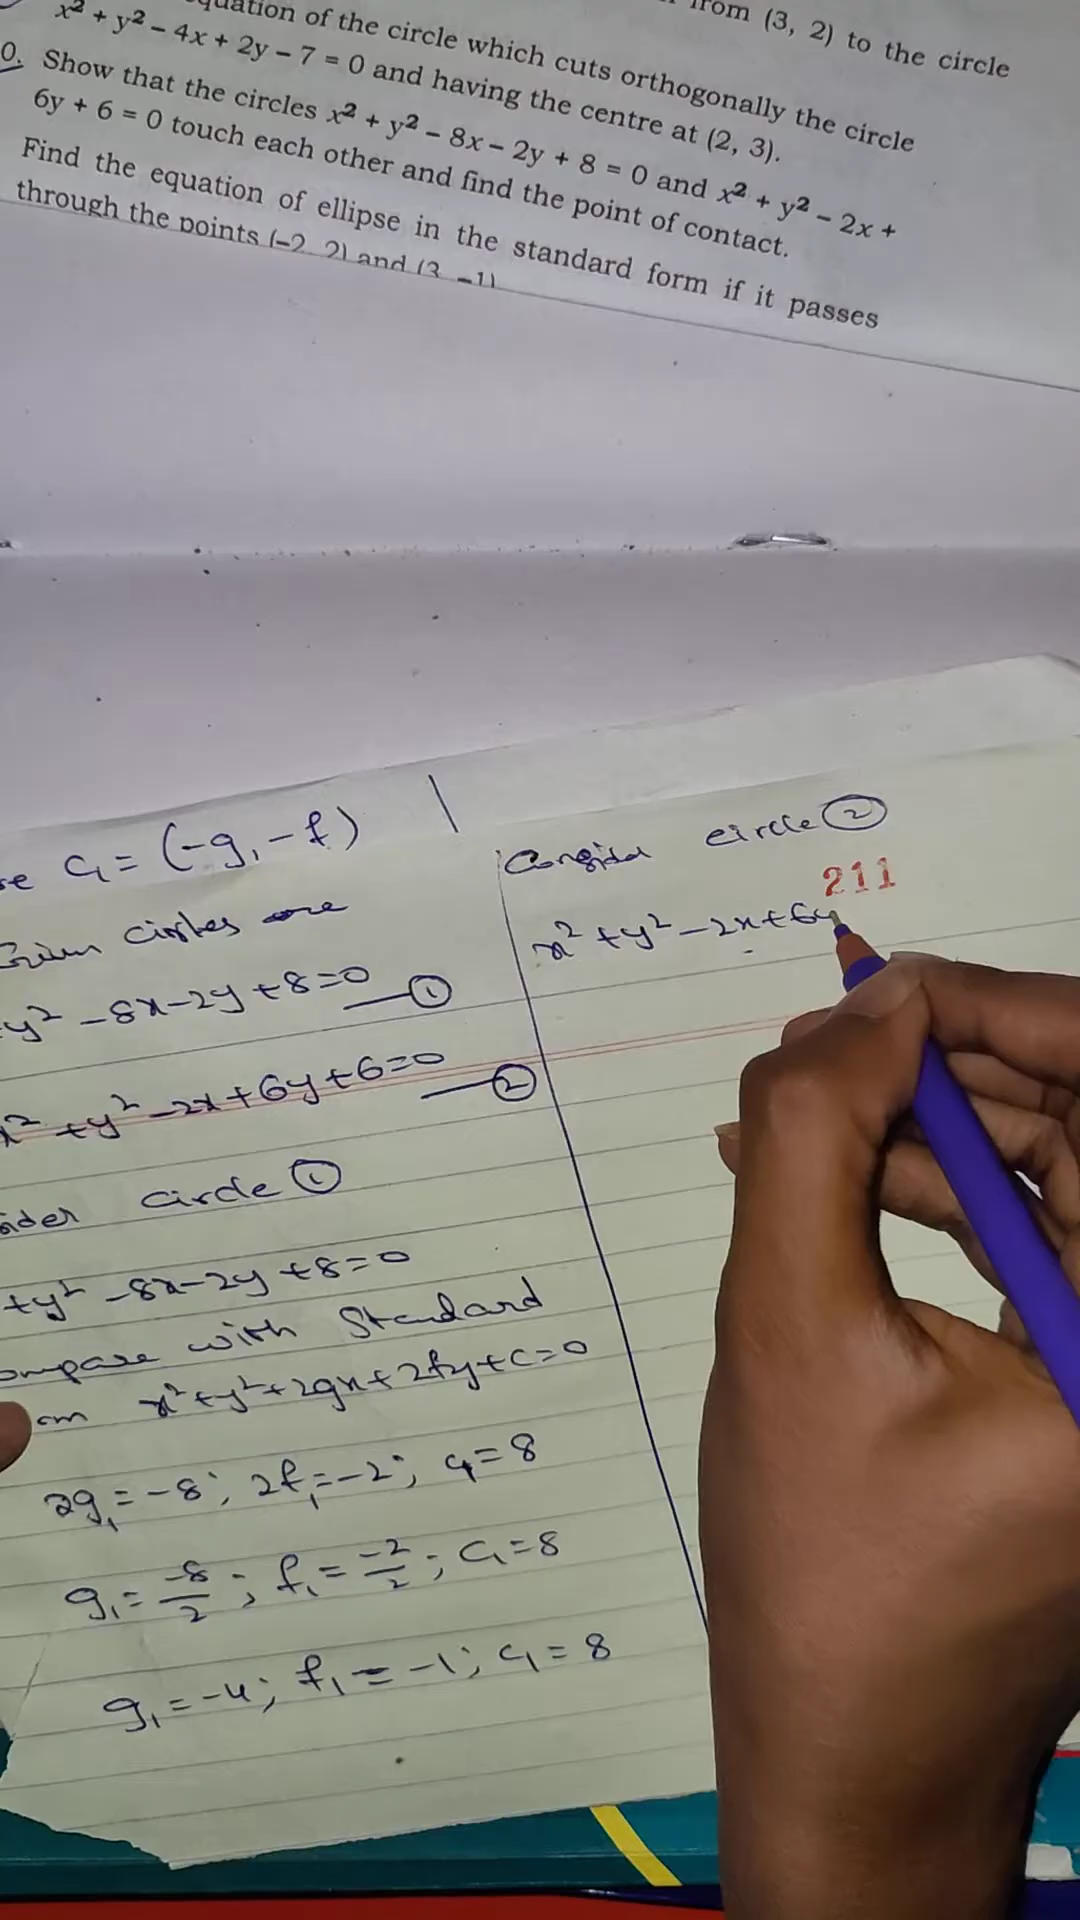 from (3, 2) to the circle
equation of the circle which cuts orthogonally the circle
x² + y² – 4x + 2y – 7 = 0 and having the centre at (2, 3).
0. Show that the circles x² + y² – 8x – 2y + 8 = 0 and x² + y² – 2x +
6y + 6 = 0 touch each other and find the point of contact.
Find the equation of ellipse in the standard form if it passes
through the points (–2, 2) and (3, –1)
C₁ = (-g, -f)
circles are
y² – 8x – 2y + 8 = 0 — ①
x² + y² – 2x + 6y + 6 = 0 — ②
circle ①
+ y² – 8x – 2y + 8 = 0
with Standard
x² + y² + 2gx + 2fy + c = 0
2g₁ = -8 ; 2f₁ = -2 ; c₁ = 8
g₁ = -8/2 ; f₁ = -2/2 ; c₁ = 8
g₁ = -4 ; f₁ = -1 ; c₁ = 8
Consider circle ②
211
x² + y² – 2x + 6y